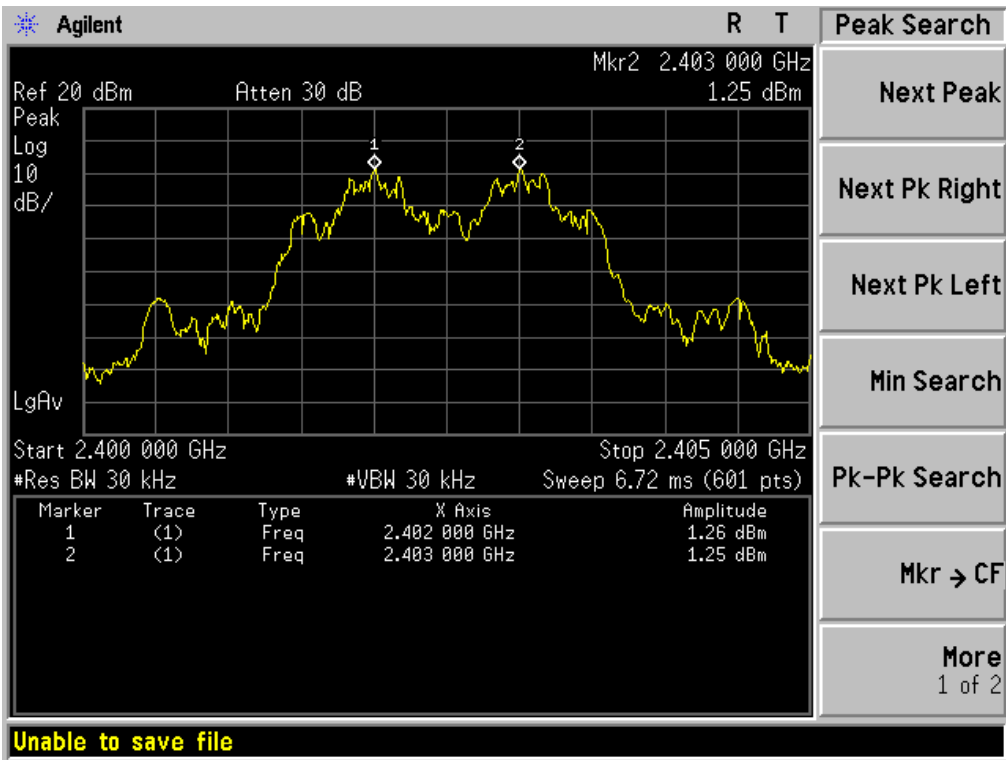 Agilent R T
Mkr2 2.403 000 GHz
Ref 20 dBm Atten 30 dB 1.25 dBm
Peak
Log
10
dB/
1 2
LgAv
Start 2.400 000 GHz Stop 2.405 000 GHz
#Res BW 30 kHz #VBW 30 kHz Sweep 6.72 ms (601 pts)
Marker Trace Type X Axis Amplitude
1 (1) Freq 2.402 000 GHz 1.26 dBm
2 (1) Freq 2.403 000 GHz 1.25 dBm
Unable to save file
Peak Search
Next Peak
Next Pk Right
Next Pk Left
Min Search
Pk-Pk Search
Mkr → CF
More
1 of 2